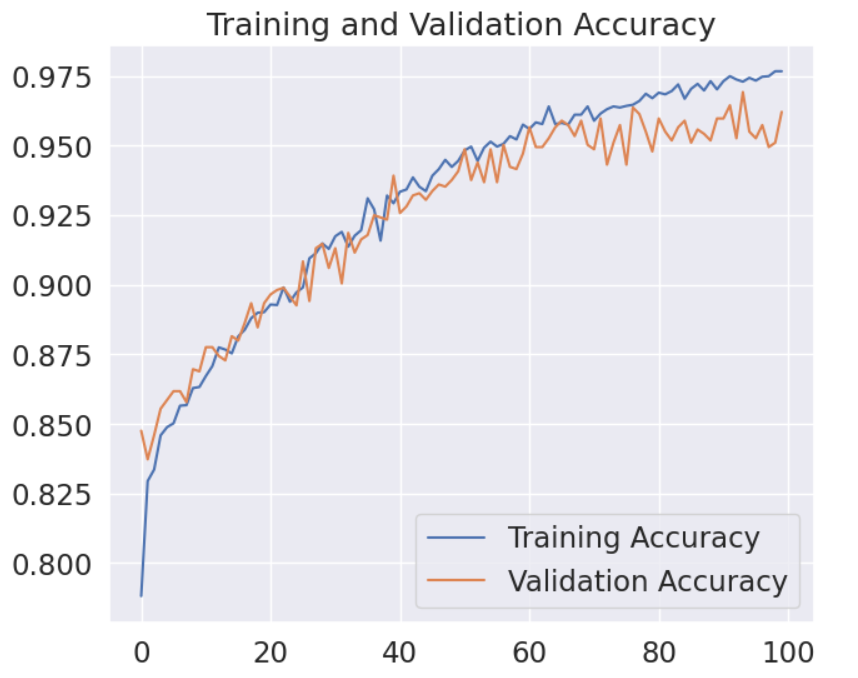 Training and Validation Accuracy
0.975
0.950
0.925
0.900
0.875
0.850
0.825
0.800
Training Accuracy
Validation Accuracy
0 20 40 60 80 100